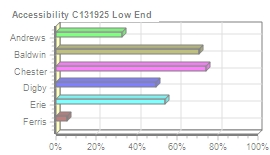 Accessibility C131925 Low End
Andrews
Baldwin
Chester
Digby
Erie
Ferris
0% 20% 40% 60% 80% 100%